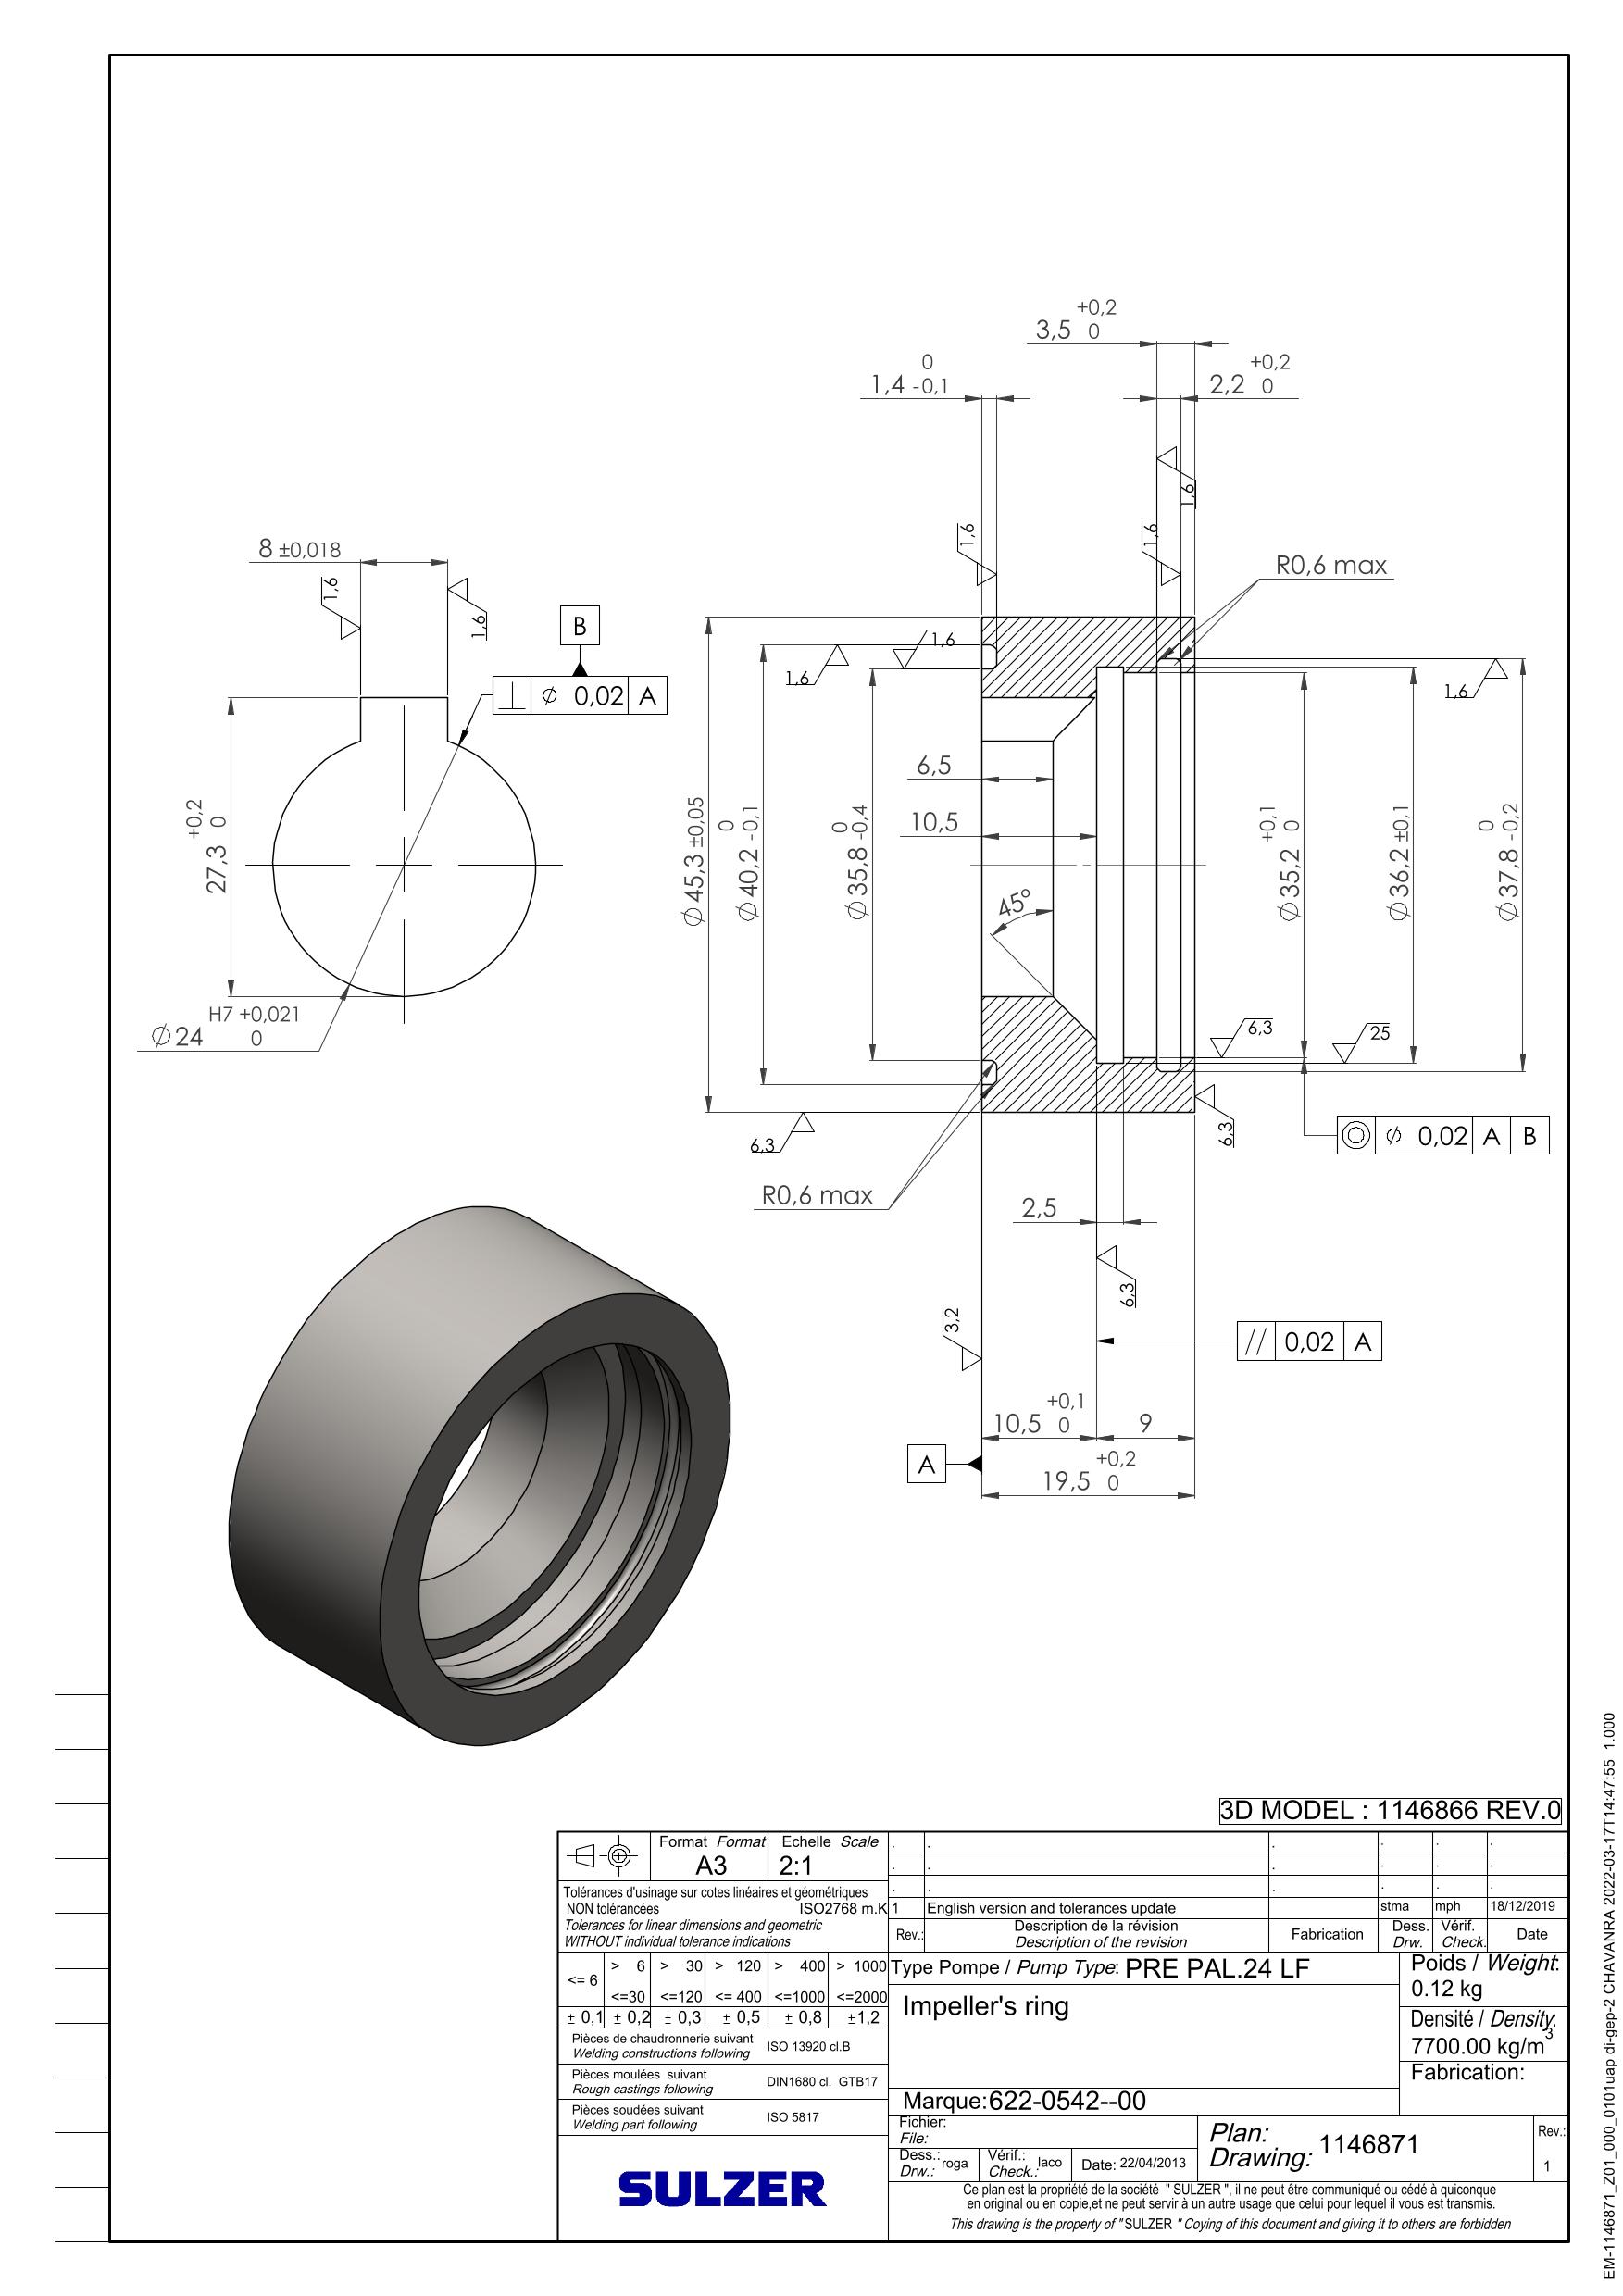 +0,2
3,5 0
0
1,4 -0,1
+0,2
2,2 0
1,6
1,6
1,6
R0,6 max
8 ±0,018
1,6
1,6
B
⊥ ⌀ 0,02 A
1,6
1,6
1,6
+0,2
27,3 0
H7 +0,021
⌀24 0
⌀45,3 ±0,05
0
⌀40,2 -0,1
0
⌀35,8 -0,4
6,5
10,5
45°
+0,1
⌀35,2 0
⌀36,2 ±0,1
0
⌀37,8 -0,2
6,3
25
6,3
6,3
◎ ⌀ 0,02 A B
R0,6 max
2,5
6,3
3,2
// 0,02 A
+0,1
10,5 0
9
A
+0,2
19,5 0
3D MODEL : 1146866 REV.0
Format Format
A3
Echelle Scale
2:1
Tolérances d'usinage sur cotes linéaires et géométriques
NON tolérancées ISO2768 m.K
Tolerances for linear dimensions and geometric
WITHOUT individual tolerance indications
<= 6 > 6 > 30 > 120 > 400 > 1000
<=30 <=120 <= 400 <=1000 <=2000
± 0,1 ± 0,2 ± 0,3 ± 0,5 ± 0,8 ±1,2
Pièces de chaudronnerie suivant
Welding constructions following
ISO 13920 cl.B
Pièces moulées suivant
Rough castings following
DIN1680 cl. GTB17
Pièces soudées suivant
Welding part following
ISO 5817
SULZER
1 English version and tolerances update stma mph 18/12/2019
Rev.: Description de la révision
Description of the revision
Fabrication
Dess.
Drw.
Vérif.
Check.
Date
Type Pompe / Pump Type: PRE PAL.24 LF
Impeller's ring
Poids / Weight:
0.12 kg
Densité / Density:
7700.00 kg/m3
Fabrication:
Marque:622-0542--00
Fichier:
File:
Dess.:
Drw.: roga
Vérif.:
Check.: laco
Date: 22/04/2013
Plan:
Drawing: 1146871
Rev.:
1
Ce plan est la propriété de la société " SULZER ", il ne peut être communiqué ou cédé à quiconque
en original ou en copie,et ne peut servir à un autre usage que celui pour lequel il vous est transmis.
This drawing is the property of " SULZER " Coying of this document and giving it to others are forbidden
EM-1146871_Z01_000_0101uap di-gep-2 CHAVANRA 2022-03-17T14:47:55 1.000